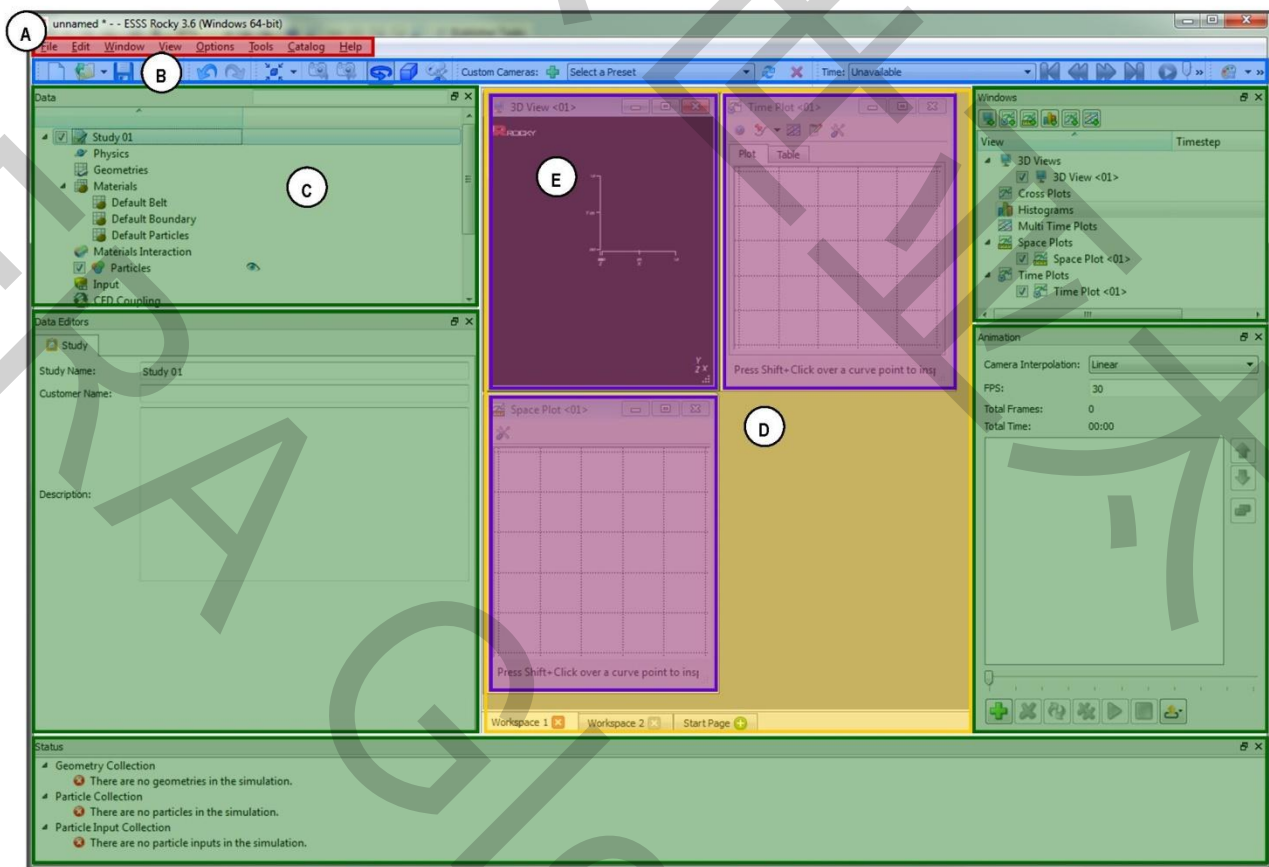 unnamed * - - ESSS Rocky 3.6 (Windows 64-bit)
A
File Edit Window View Options Tools Catalog Help
B
Custom Cameras: Select a Preset Time: Unavailable
Data
Study 01
Physics
Geometries
Materials
Default Belt
Default Boundary
Default Particles
Materials Interaction
Particles
Input
CFD Coupling
C
Data Editors
Study
Study Name: Study 01
Customer Name:
Description:
3D View <01>
ROCKY
E
Y
Z X
Time Plot <01>
Plot Table
Press Shift+Click over a curve point to insp
Space Plot <01>
Press Shift+Click over a curve point to insp
D
Workspace 1 Workspace 2 Start Page
Windows
View Timestep
3D Views
3D View <01>
Cross Plots
Histograms
Multi Time Plots
Space Plots
Space Plot <01>
Time Plots
Time Plot <01>
Animation
Camera Interpolation: Linear
FPS: 30
Total Frames: 0
Total Time: 00:00
Status
Geometry Collection
There are no geometries in the simulation.
Particle Collection
There are no particles in the simulation.
Particle Input Collection
There are no particle inputs in the simulation.